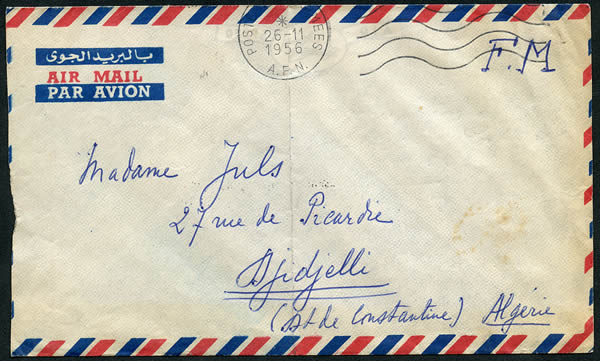 POSTE AUX ARMEES
*
26-11
1956
A.F.N.
F.M
بالبريد الجوى
AIR MAIL
PAR AVION
Madame Juls
27 rue de Picardie
Djidjelli
(Dt de Constantine) Algérie